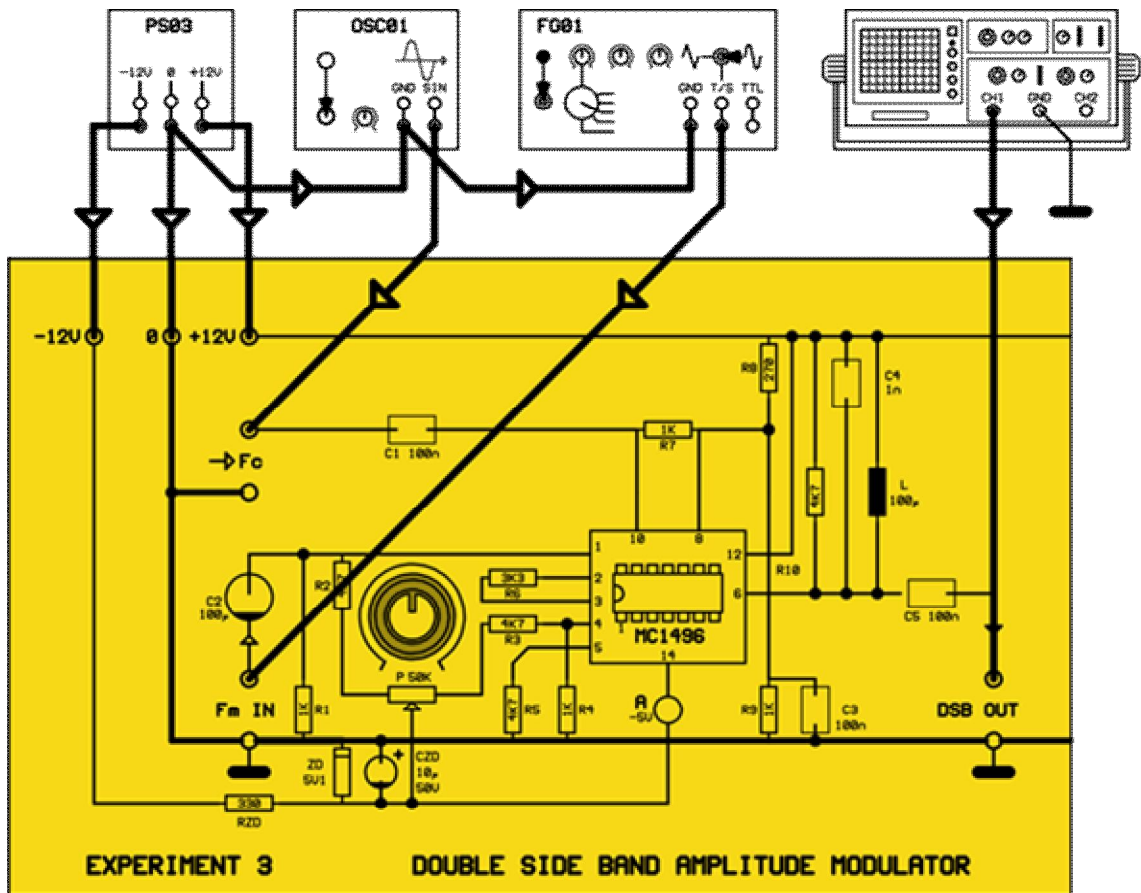 PS03
OSC01
FG01
-12V 0 +12V
GND SIN
GND T/S TTL
CH1 GND CH2
-12V 0 +12V
R8 270
C4
1n
C1 100n
1K
R7
Fc
4K7
L
100µ
10 8
1
12
R10
2
3K3
R6
3
R2
C2
100µ
4K7
R3
4
5
6
1
MC1496
14
C5 100n
P 50K
Fm IN
1K R1
4K7 R5
1K R4
A
-5V
R9 1K
C3
100n
DSB OUT
ZD
5V1
+
CZD
10µ
50V
330
RZD
EXPERIMENT 3
DOUBLE SIDE BAND AMPLITUDE MODULATOR